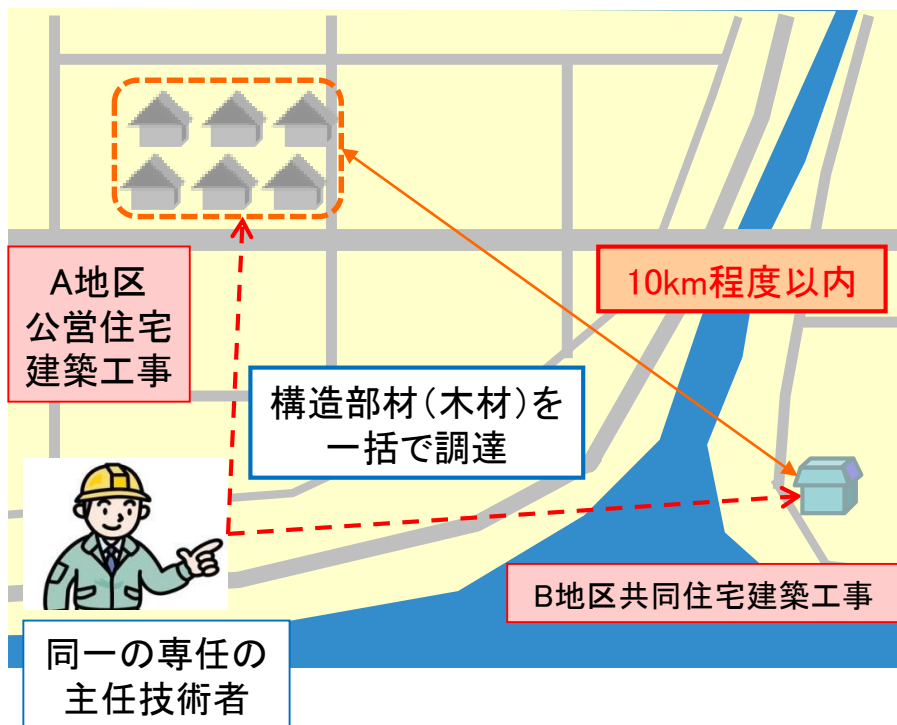 A地区
公営住宅
建築工事
10km程度以内
構造部材（木材）を
一括で調達
B地区共同住宅建築工事
同一の専任の
主任技術者